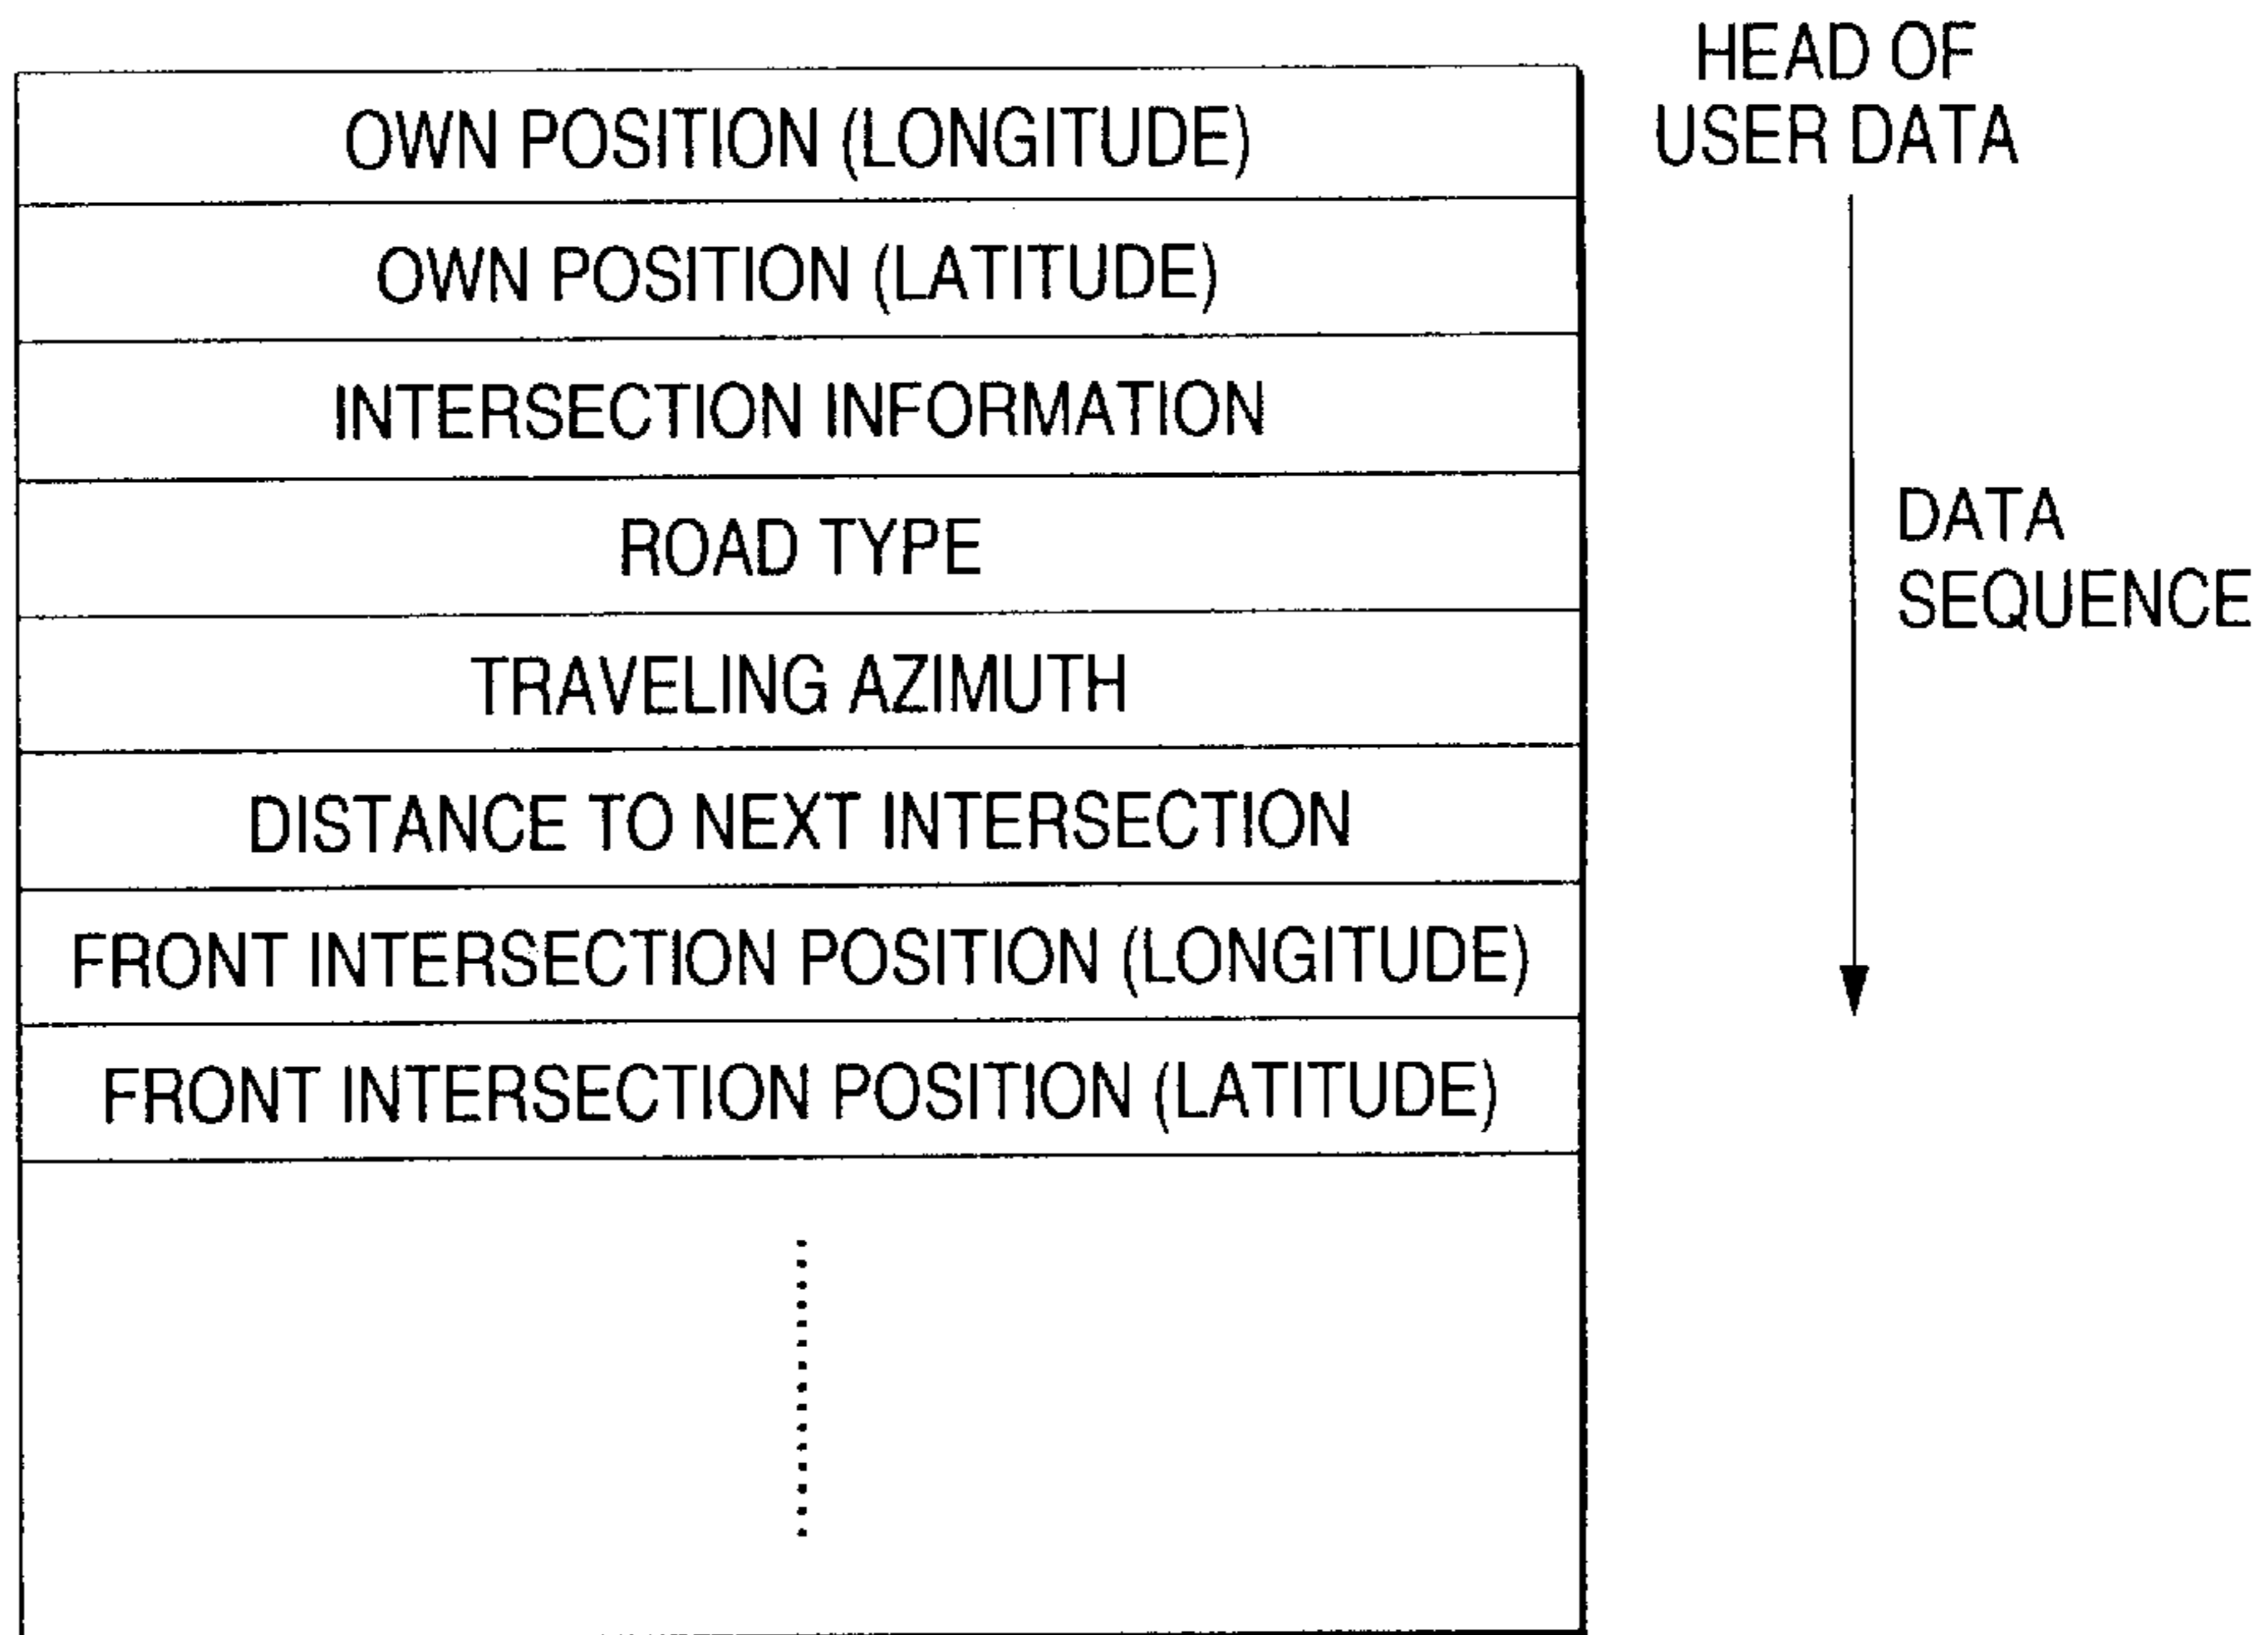 HEAD OF
USER DATA
OWN POSITION (LONGITUDE)
OWN POSITION (LATITUDE)
INTERSECTION INFORMATION
ROAD TYPE
TRAVELING AZIMUTH
DISTANCE TO NEXT INTERSECTION
FRONT INTERSECTION POSITION (LONGITUDE)
FRONT INTERSECTION POSITION (LATITUDE)
DATA
SEQUENCE